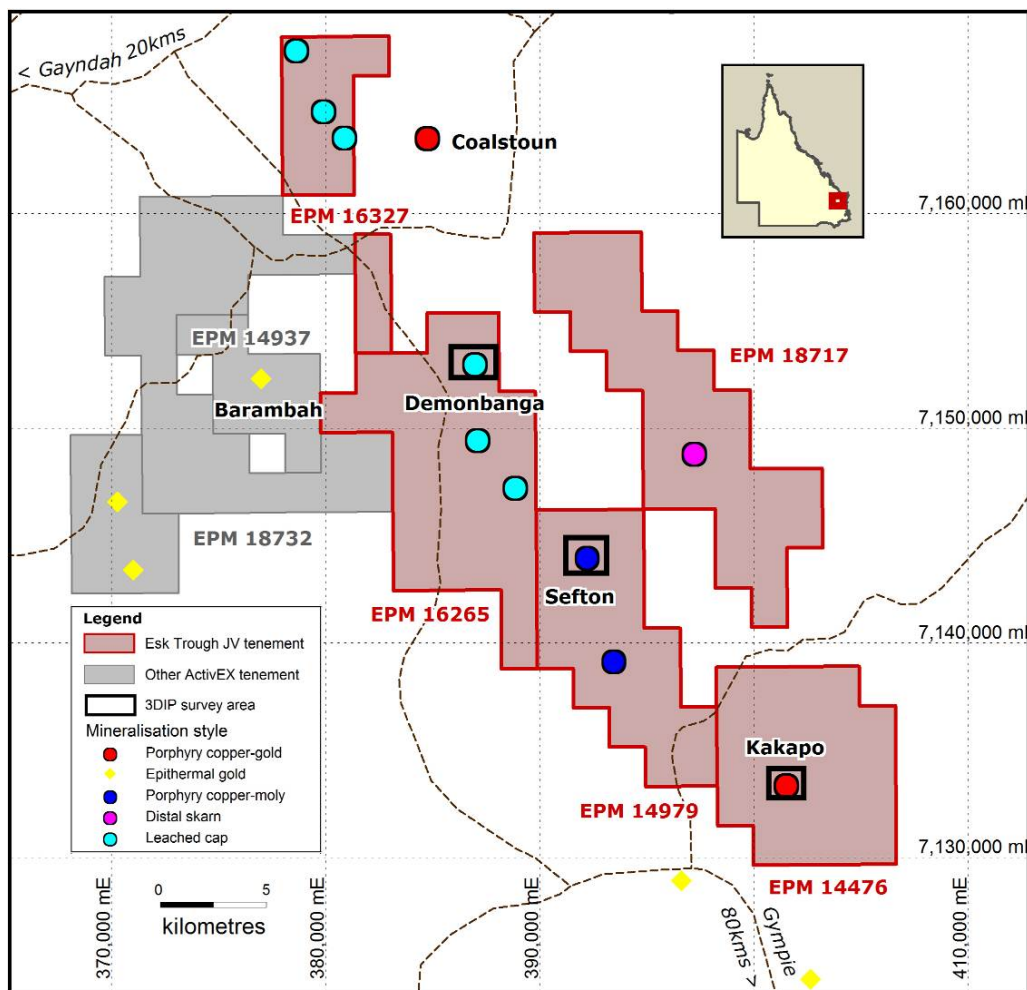 < Gayndah 20kms
Coalstoun
7,160,000 mN
EPM 16327
EPM 14937
EPM 18717
Barambah
Demonbanga
7,150,000 mN
EPM 18732
Sefton
EPM 16265
7,140,000 mN
Legend
Esk Trough JV tenement
Other ActivEX tenement
3DIP survey area
Mineralisation style
Porphyry copper-gold
Epithermal gold
Porphyry copper-moly
Distal skarn
Leached cap
Kakapo
EPM 14979
7,130,000 mN
EPM 14476
0 5
kilometres
370,000 mE
380,000 mE
390,000 mE
Gympie
80kms >
410,000 mE